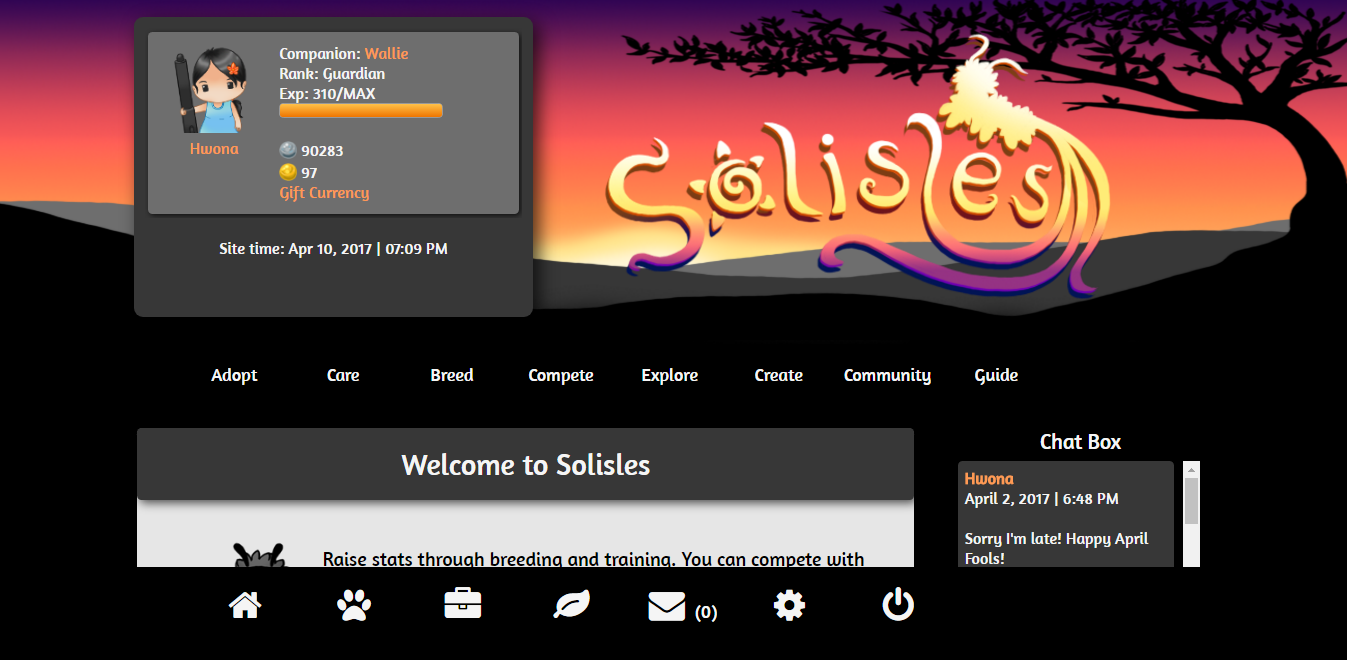 Companion: Wallie
Rank: Guardian
Exp: 310/MAX
Hwona
90283
97
Gift Currency
Site time: Apr 10, 2017 | 07:09 PM
Solisles
Adopt Care Breed Compete Explore Create Community Guide
Welcome to Solisles
Raise stats through breeding and training. You can compete with
Chat Box
Hwona
April 2, 2017 | 6:48 PM
Sorry I'm late! Happy April
Fools!
(0)